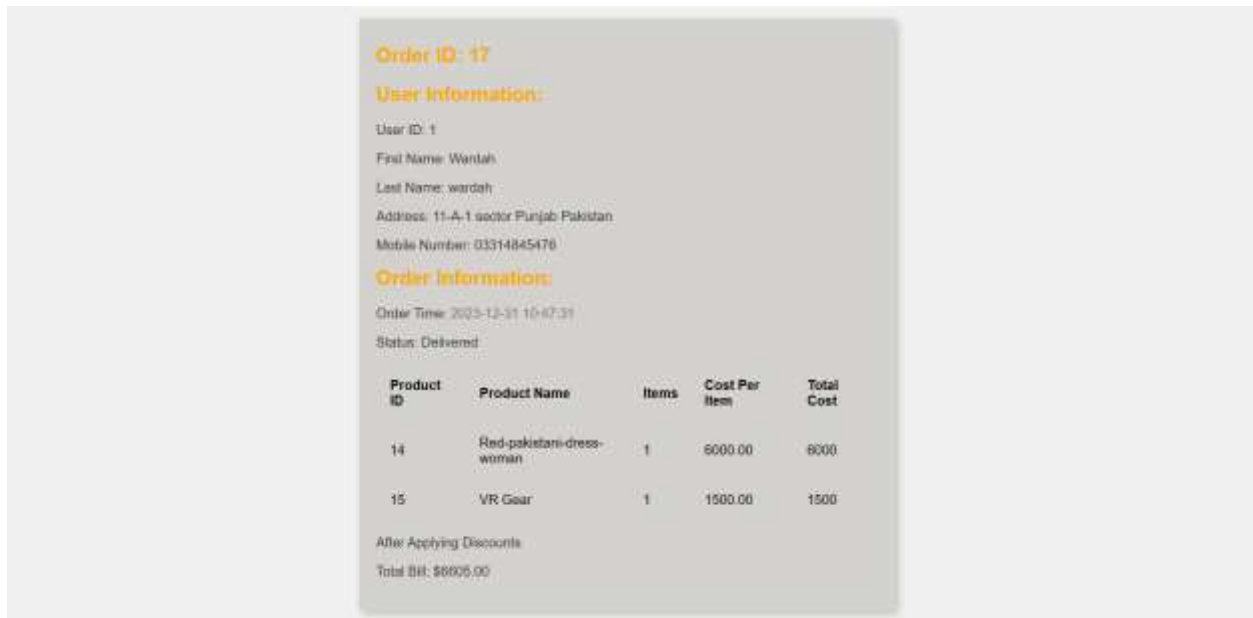 Order ID: 17
User Information:
User ID: 1
First Name: Wardah
Last Name: wardah
Address: 11-A-1 sector Punjab Pakistan
Mobile Number: 03314845476
Order Information:
Order Time: 2023-12-31 10:47:31
Status: Delivered
Product ID Product Name Items Cost Per Item Total Cost
14 Red-pakistani-dress-woman 1 6000.00 6000
15 VR Gear 1 1500.00 1500
After Applying Discounts
Total Bill: $6605.00